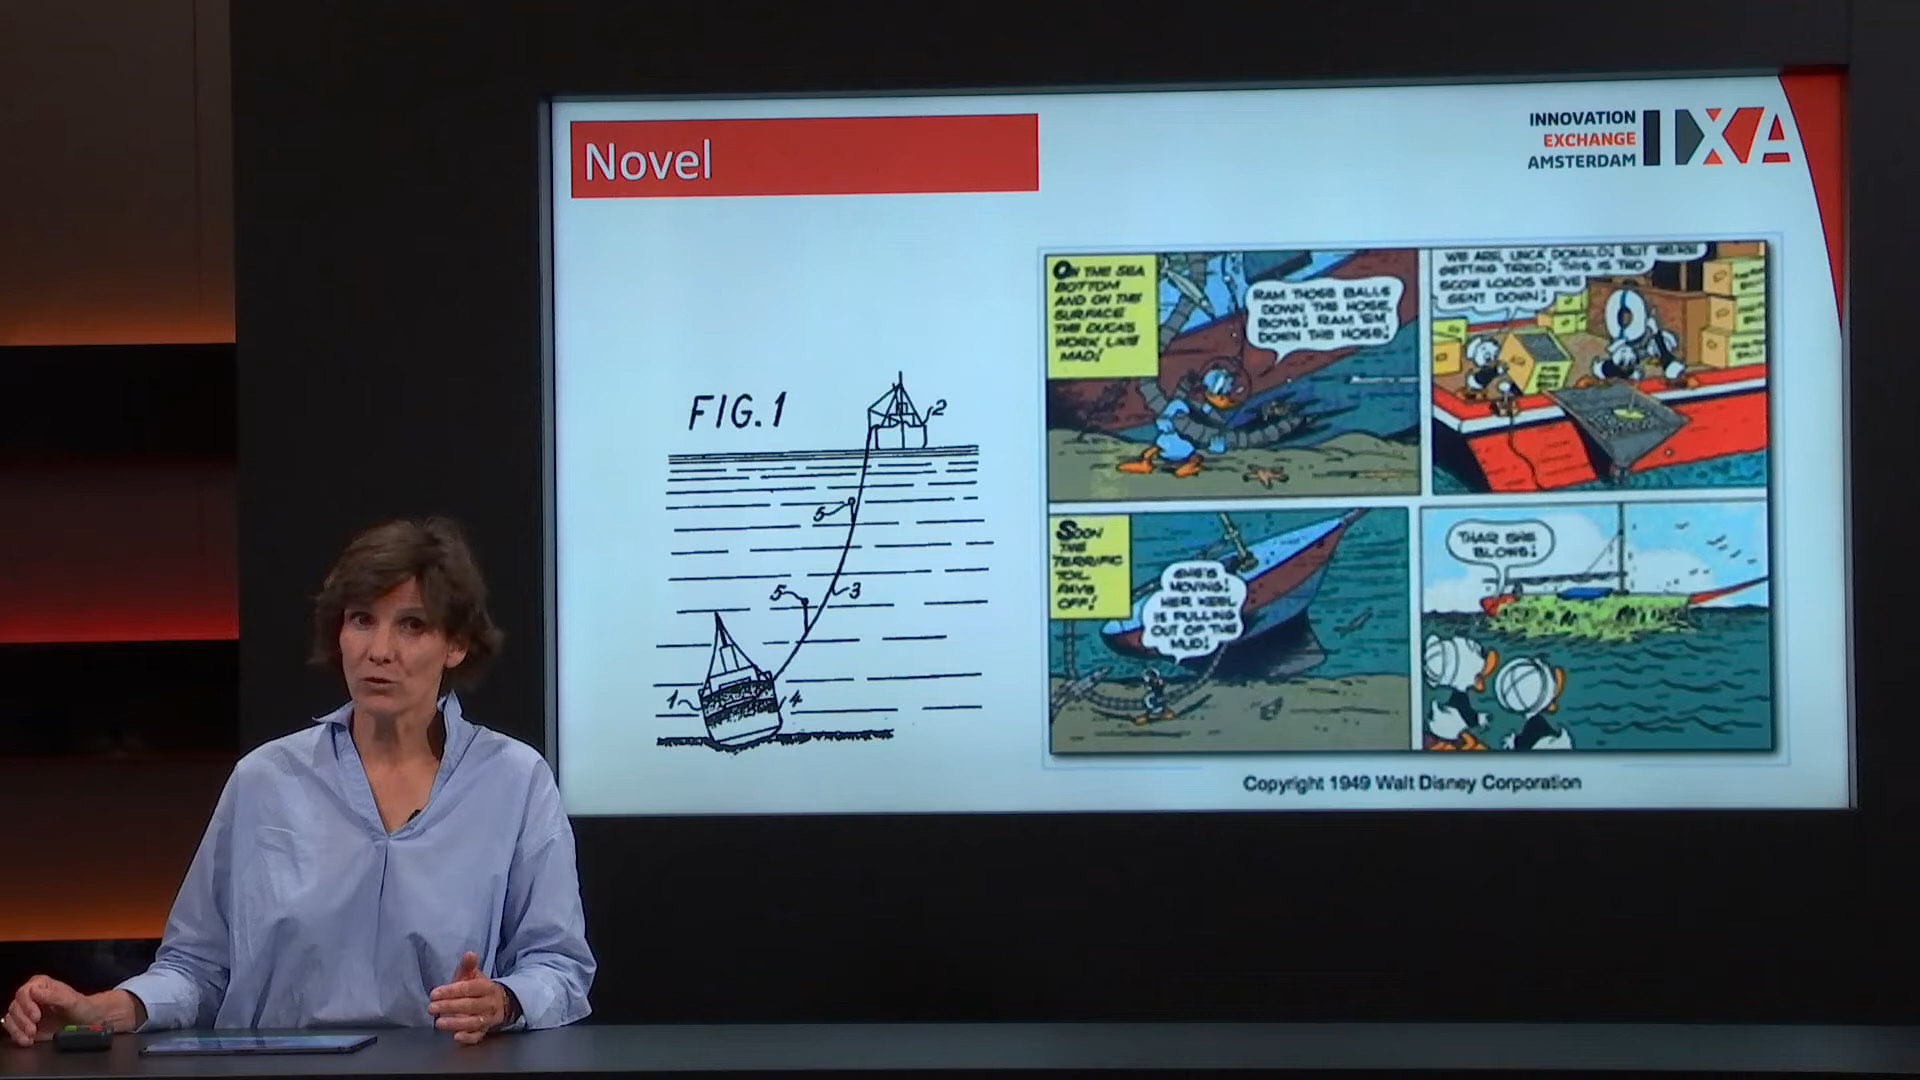 Novel
INNOVATION
EXCHANGE
AMSTERDAM
IXA
FIG.1
2
5
5
3
1
4
ON THE SEA
BOTTOM
AND ON THE
SURFACE
THE DUCKS
WORK LIKE
MAD!
RAM THOSE BALLS
DOWN THE HOSE,
BOYS! RAM 'EM
DOWN THE HOSE!
WE ARE, UNCA DONALD! BUT WE'RE
GETTING TIRED! THIS IS TWO
SCOW LOADS WE'VE
SENT DOWN!
SOON
THE
TERRIFIC
TOIL
PAYS
OFF!
SHE'S
MOVING!
HER KEEL
IS PULLING
OUT OF THE
MUD!
THAR SHE
BLOWS!
Copyright 1949 Walt Disney Corporation